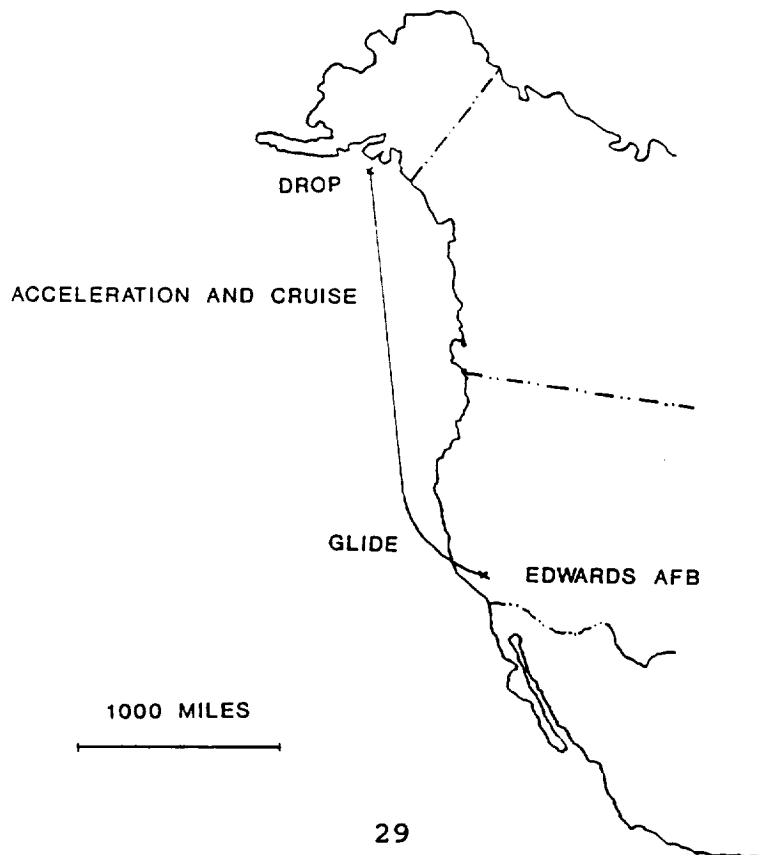 DROP
ACCELERATION AND CRUISE
GLIDE
EDWARDS AFB
1000 MILES
29